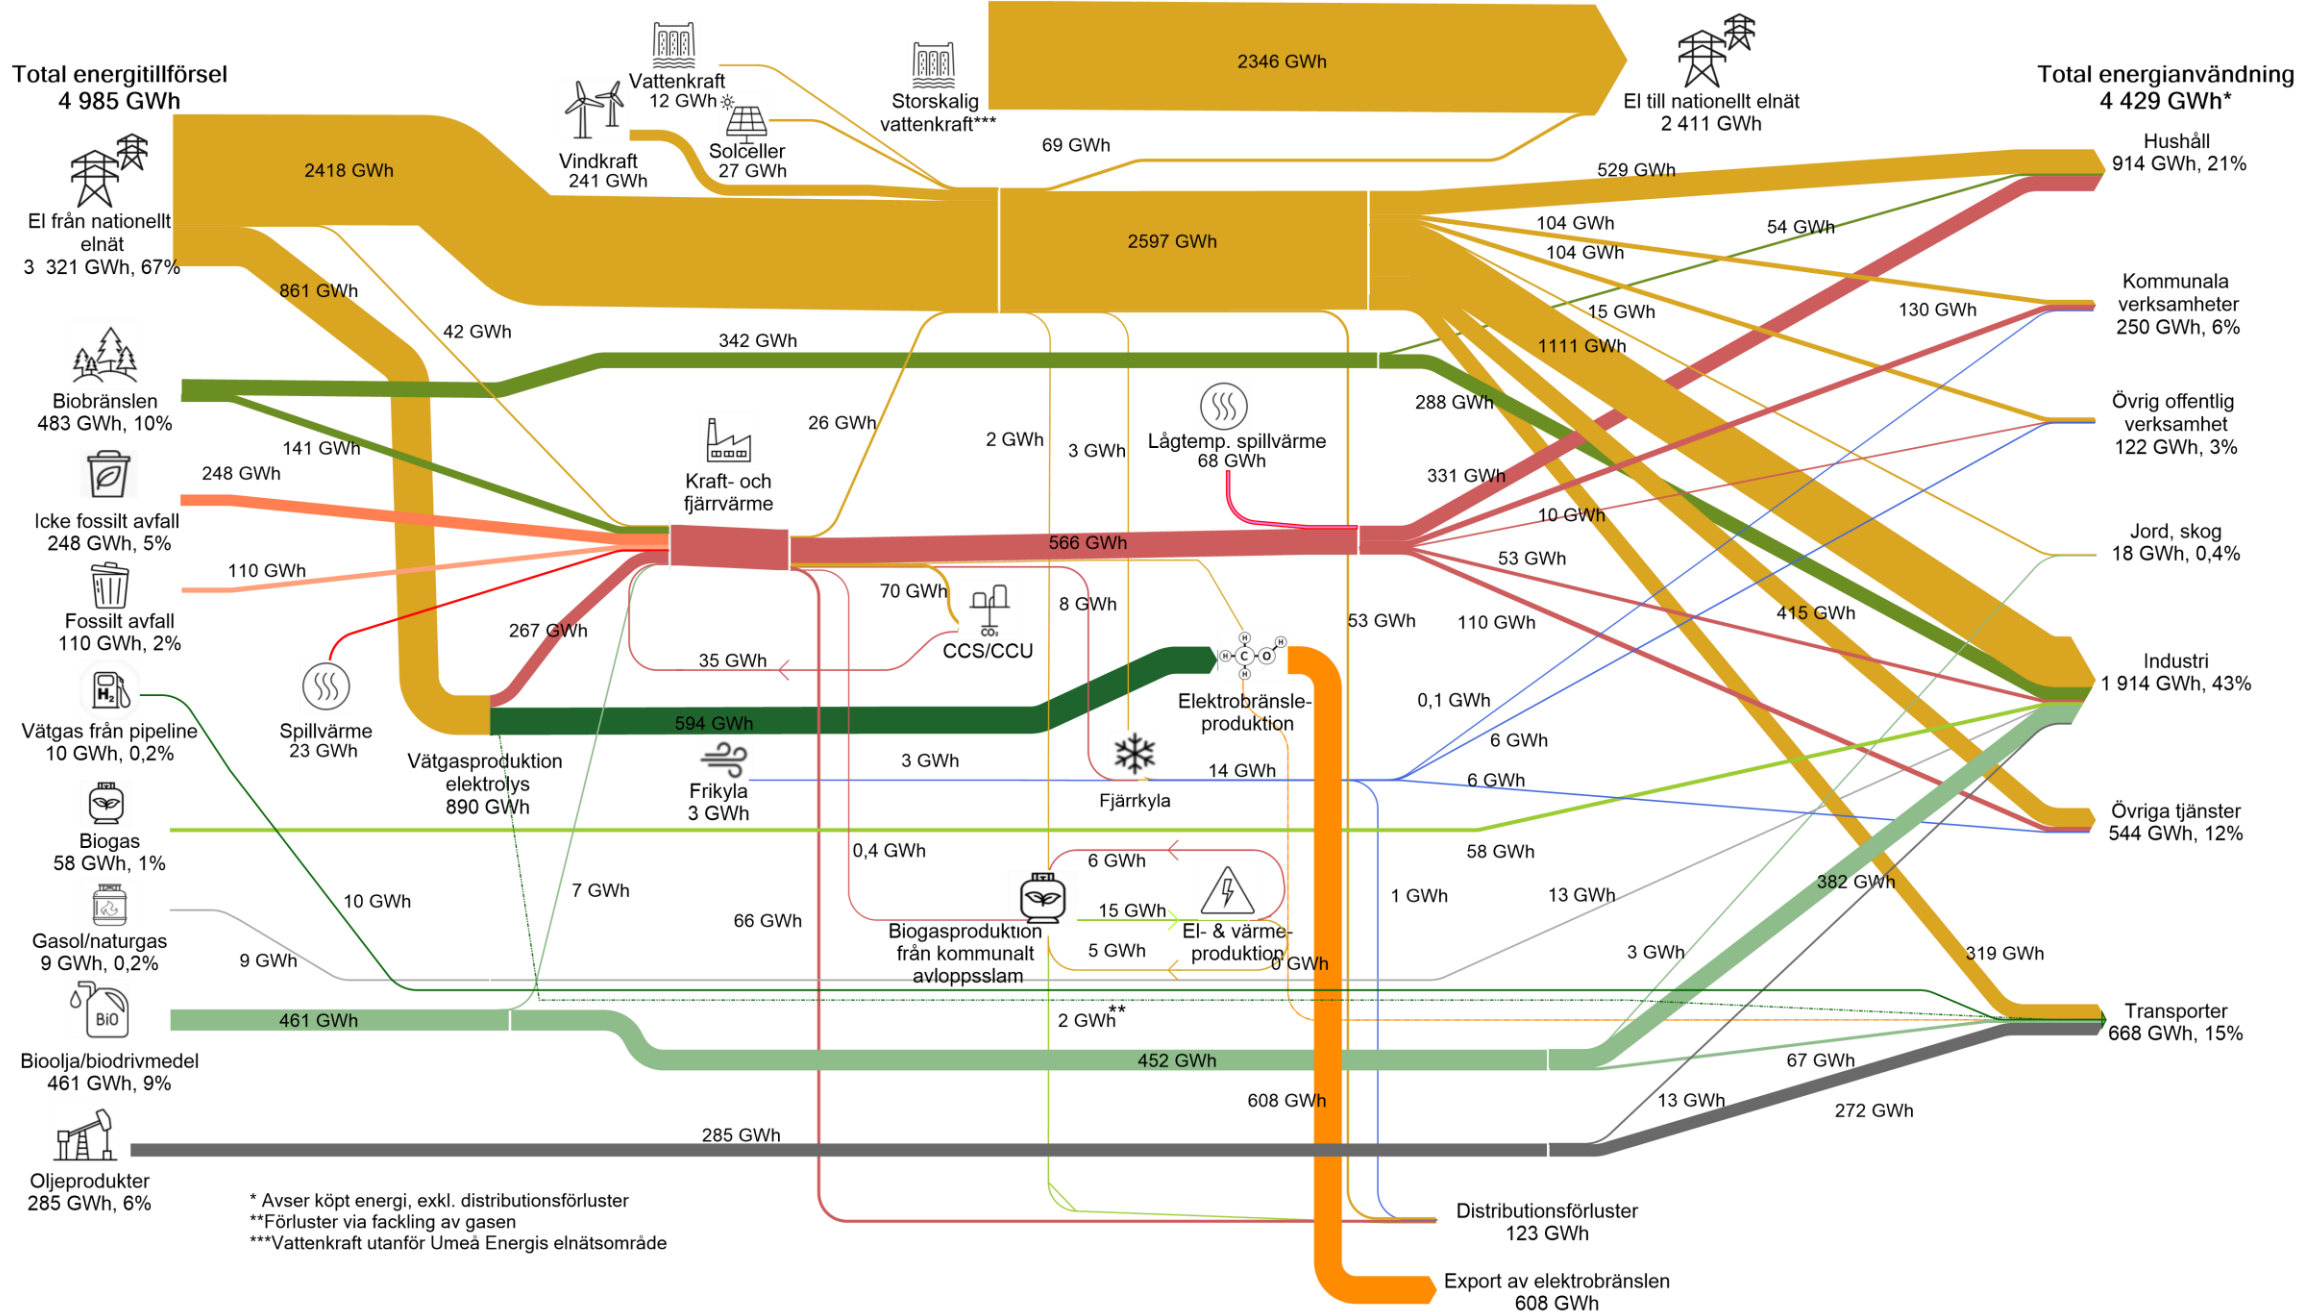 Total energitillförsel
4 985 GWh
El från nationellt
elnät
3 321 GWh, 67%
Biobränslen
483 GWh, 10%
Icke fossilt avfall
248 GWh, 5%
Fossilt avfall
110 GWh, 2%
H2
Vätgas från pipeline
10 GWh, 0,2%
Biogas
58 GWh, 1%
Gasol/naturgas
9 GWh, 0,2%
BiO
Bioolja/biodrivmedel
461 GWh, 9%
Oljeprodukter
285 GWh, 6%
2418 GWh
861 GWh
42 GWh
342 GWh
141 GWh
248 GWh
110 GWh
267 GWh
Spillvärme
23 GWh
Vätgasproduktion
elektrolys
890 GWh
594 GWh
10 GWh
7 GWh
9 GWh
461 GWh
285 GWh
Vattenkraft
12 GWh
Vindkraft
241 GWh
Solceller
27 GWh
Storskalig
vattenkraft***
2346 GWh
El till nationellt elnät
2 411 GWh
69 GWh
2597 GWh
Kraft- och
fjärrvärme
26 GWh
2 GWh
3 GWh
Lågtemp. spillvärme
68 GWh
566 GWh
70 GWh
8 GWh
CO2
CCS/CCU
35 GWh
H
H
H
C
O
H
Elektrobränsle-
produktion
53 GWh
Frikyla
3 GWh
3 GWh
Fjärrkyla
14 GWh
0,4 GWh
66 GWh
6 GWh
15 GWh
5 GWh
Biogasproduktion
från kommunalt
avloppsslam
El- & värme-
produktion
0 GWh
2 GWh**
452 GWh
608 GWh
1 GWh
529 GWh
104 GWh
104 GWh
54 GWh
15 GWh
130 GWh
1111 GWh
288 GWh
331 GWh
10 GWh
53 GWh
110 GWh
415 GWh
0,1 GWh
6 GWh
6 GWh
58 GWh
13 GWh
382 GWh
3 GWh
319 GWh
67 GWh
13 GWh
272 GWh
Total energianvändning
4 429 GWh*
Hushåll
914 GWh, 21%
Kommunala
verksamheter
250 GWh, 6%
Övrig offentlig
verksamhet
122 GWh, 3%
Jord, skog
18 GWh, 0,4%
Industri
1 914 GWh, 43%
Övriga tjänster
544 GWh, 12%
Transporter
668 GWh, 15%
Distributionsförluster
123 GWh
Export av elektrobränslen
608 GWh
* Avser köpt energi, exkl. distributionsförluster
**Förluster via fackling av gasen
***Vattenkraft utanför Umeå Energis elnätsområde